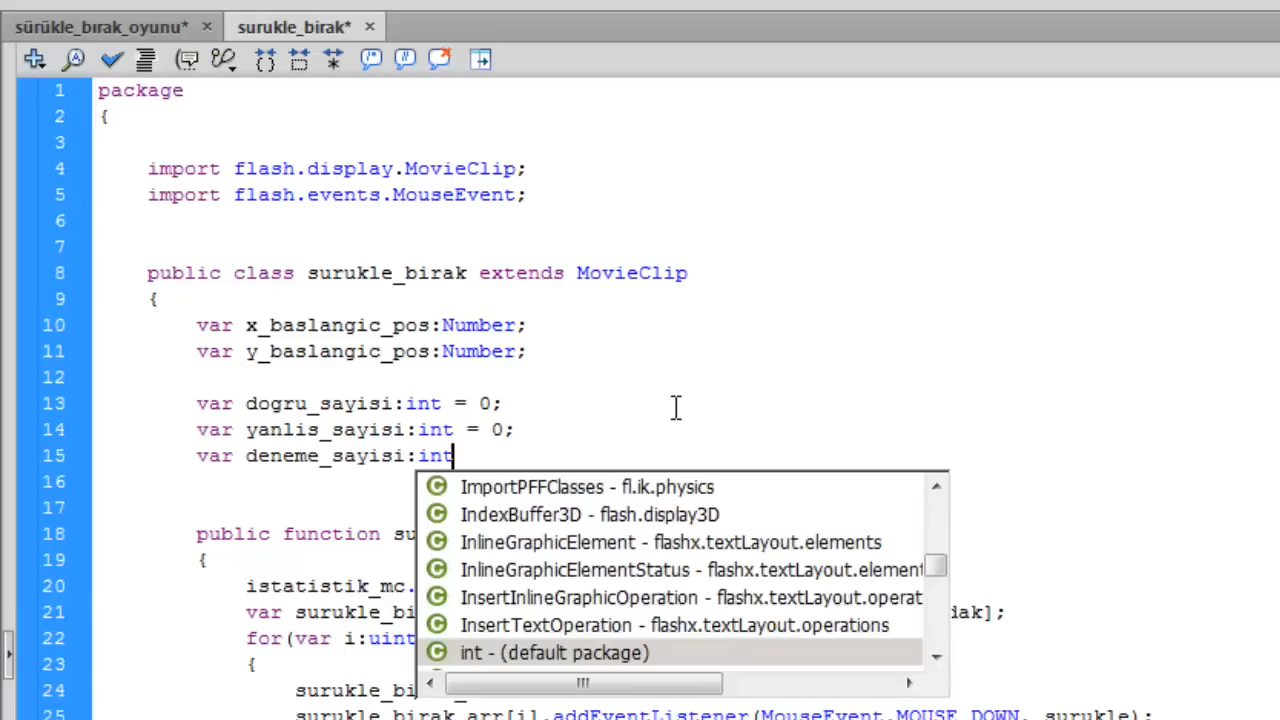 sürükle_bırak_oyunu* × surukle_birak* ×
1 package
2 {
3
4 import flash.display.MovieClip;
5 import flash.events.MouseEvent;
6
7
8 public class surukle_birak extends MovieClip
9 {
10 var x_baslangic_pos:Number;
11 var y_baslangic_pos:Number;
12
13 var dogru_sayisi:int = 0;
14 var yanlis_sayisi:int = 0;
15 var deneme_sayisi:int
16
ImportPFFClasses - fl.ik.physics
17
IndexBuffer3D - flash.display3D
18 public function su
InlineGraphicElement - flashx.textLayout.elements
19 {
InlineGraphicElementStatus - flashx.textLayout.element
20 istatistik_mc.
InsertInlineGraphicOperation - flashx.textLayout.operat
21 var surukle_bi dak];
InsertTextOperation - flashx.textLayout.operations
22 for(var i:uint
int - (default package)
23 {
24 surukle_bi
25 surukle_birak_arr[i].addEventListener(MouseEvent.MOUSE_DOWN, surukle);